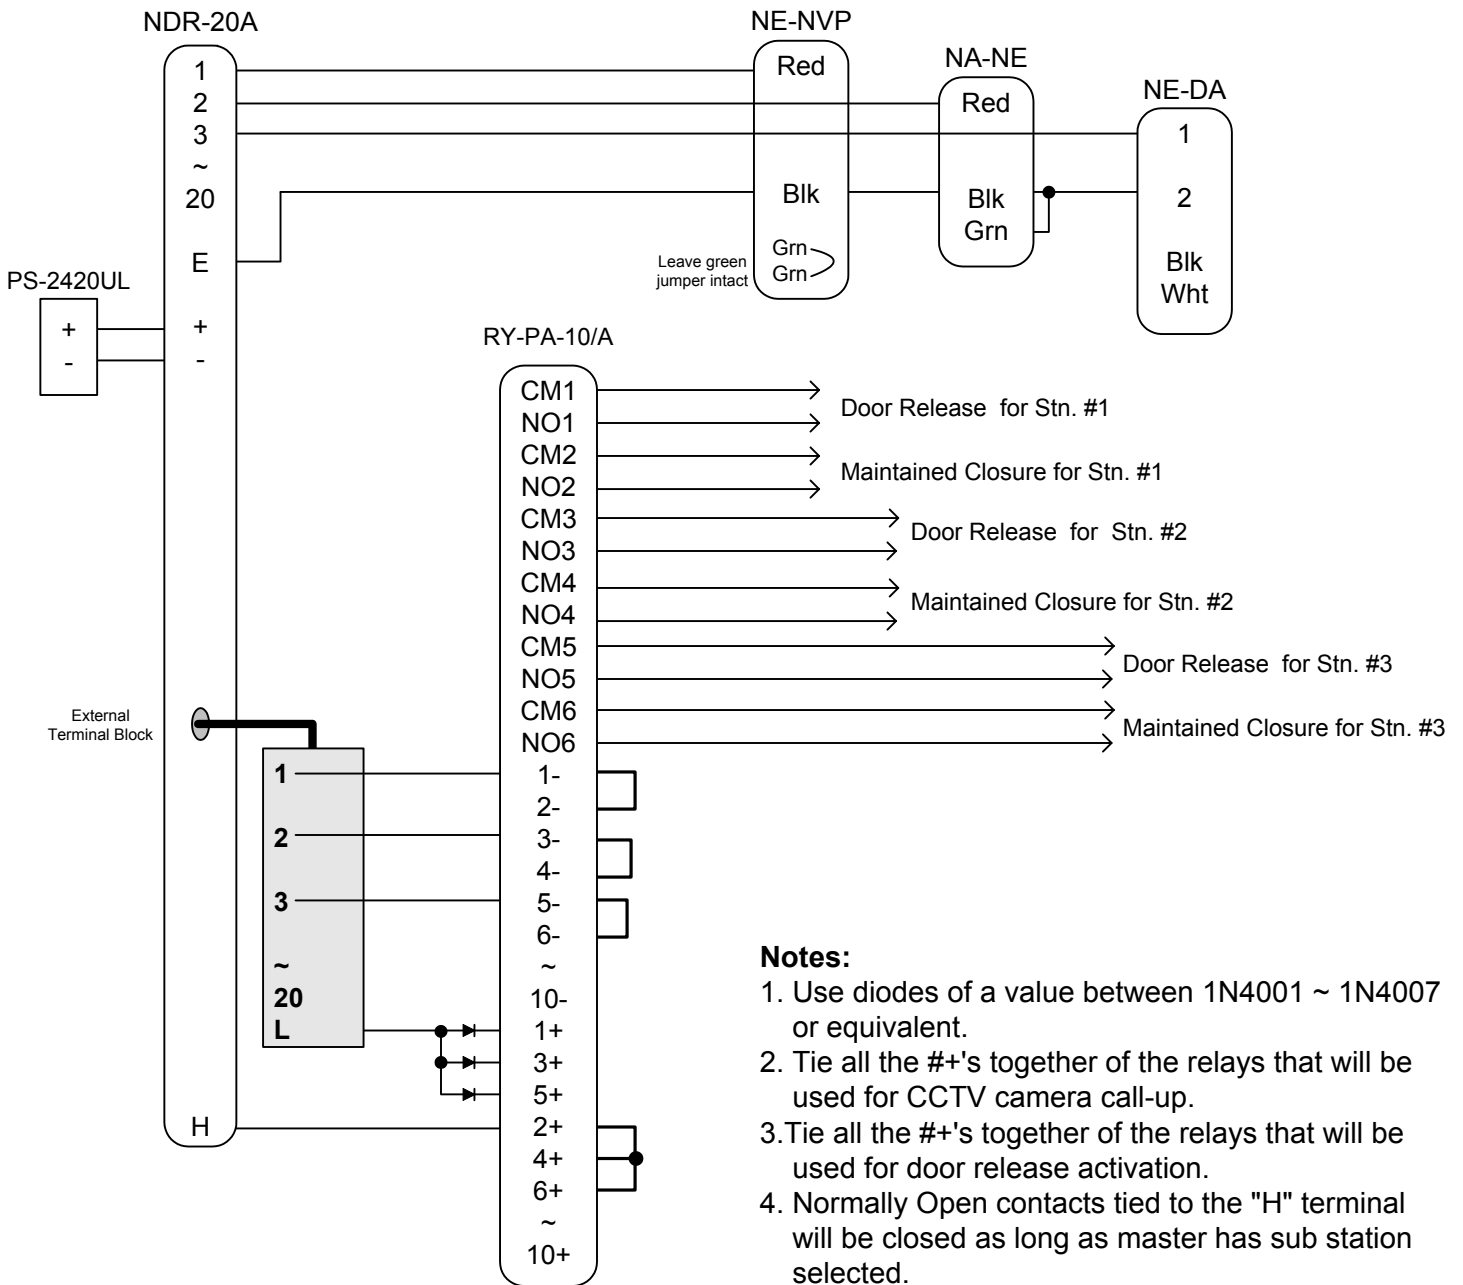 NDR-20A
1
2
3
~
20
E
+
-
H
PS-2420UL
+
-
NE-NVP
Red
Blk
Grn
Grn
Leave green
jumper intact
NA-NE
Red
Blk
Grn
NE-DA
1
2
Blk
Wht
RY-PA-10/A
CM1
NO1
CM2
NO2
CM3
NO3
CM4
NO4
CM5
NO5
CM6
NO6
1-
2-
3-
4-
5-
6-
~
10-
1+
3+
5+
2+
4+
6+
~
10+
Door Release for Stn. #1
Maintained Closure for Stn. #1
Door Release for Stn. #2
Maintained Closure for Stn. #2
Door Release for Stn. #3
Maintained Closure for Stn. #3
External
Terminal Block
1
2
3
~
20
L
Notes:
1. Use diodes of a value between 1N4001 ~ 1N4007
or equivalent.
2. Tie all the #+'s together of the relays that will be
used for CCTV camera call-up.
3.Tie all the #+'s together of the relays that will be
used for door release activation.
4. Normally Open contacts tied to the "H" terminal
will be closed as long as master has sub station
selected.